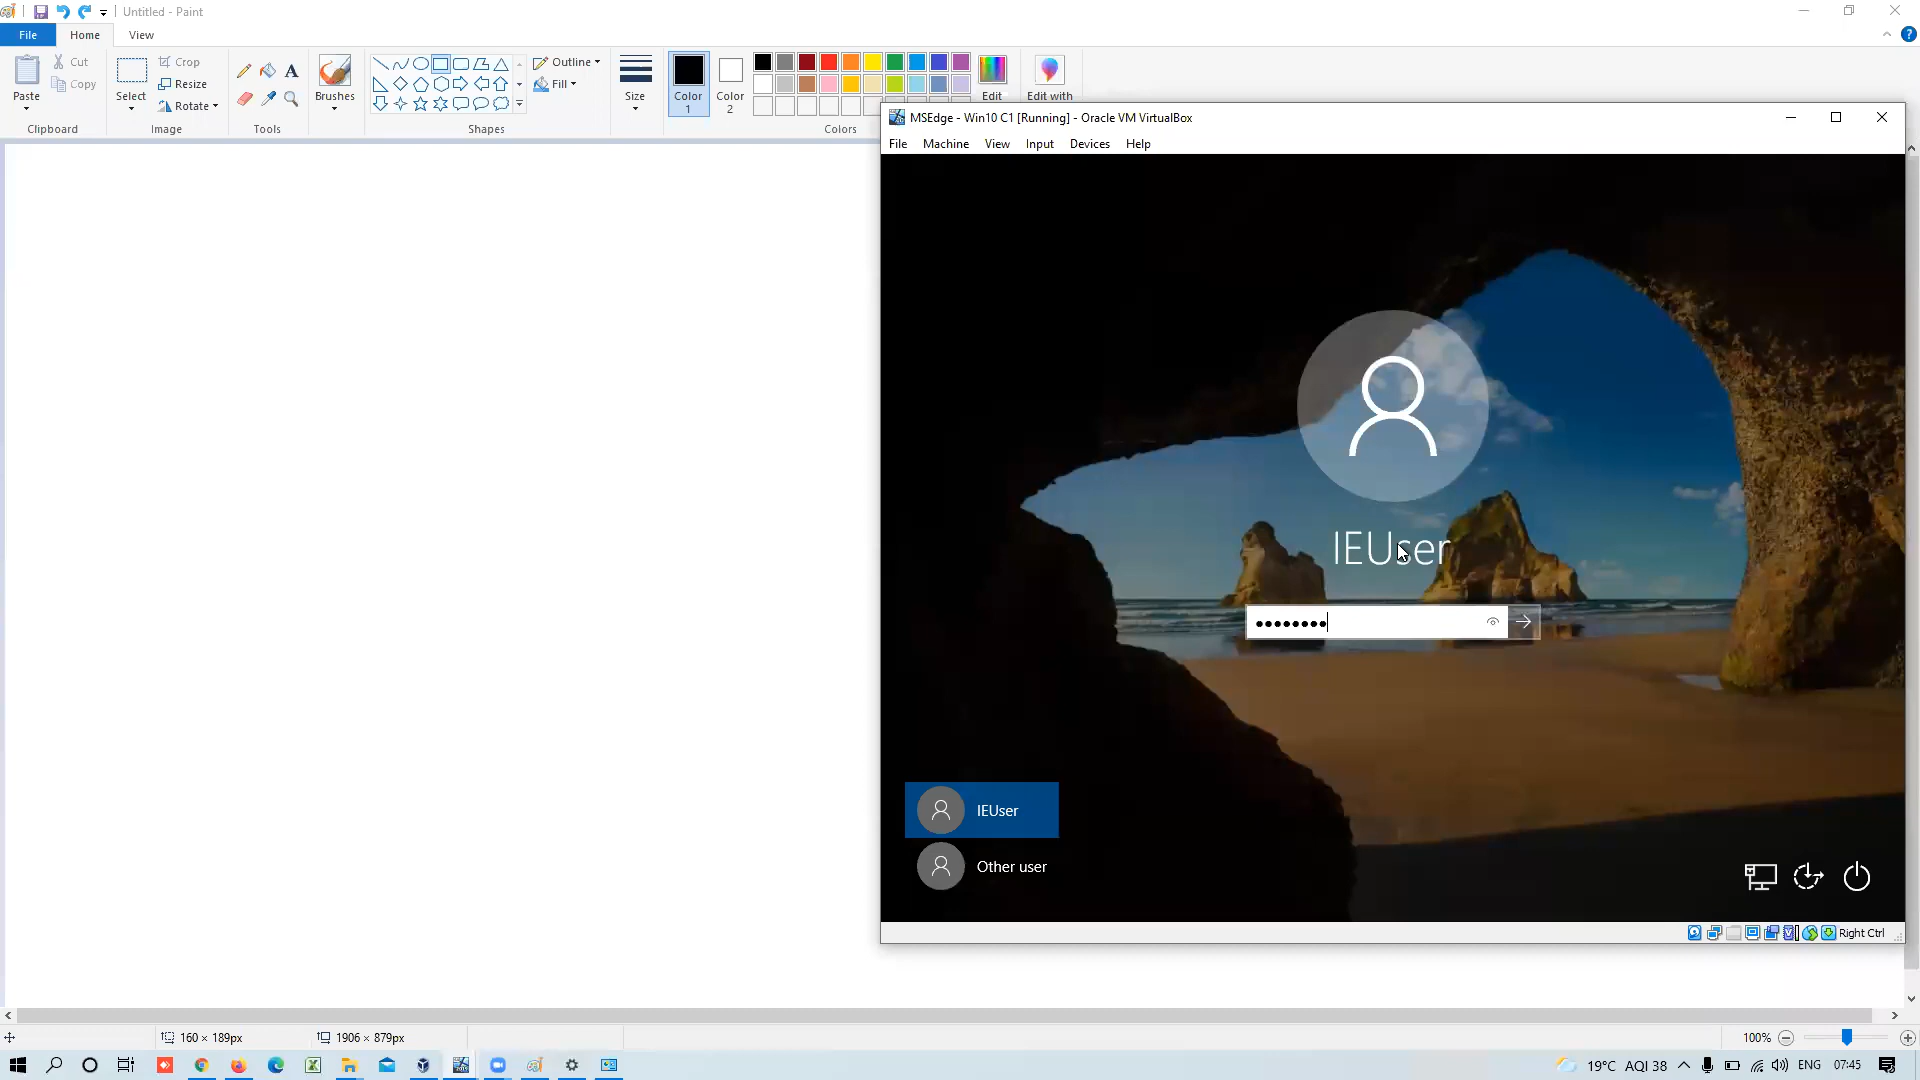 Untitled - Paint
File Home View
Paste
Cut
Copy
Clipboard
Select
Crop
Resize
Rotate
Image
Tools
Brushes
Shapes
Outline
Fill
Size
Color 1
Color 2
Colors
Edit
Edit with
MSEdge - Win10 C1 [Running] - Oracle VM VirtualBox
File Machine View Input Devices Help
IEUser
IEUser
Other user
Right Ctrl
160 × 189px
1906 × 879px
100%
19°C AQI 38
ENG
07:45